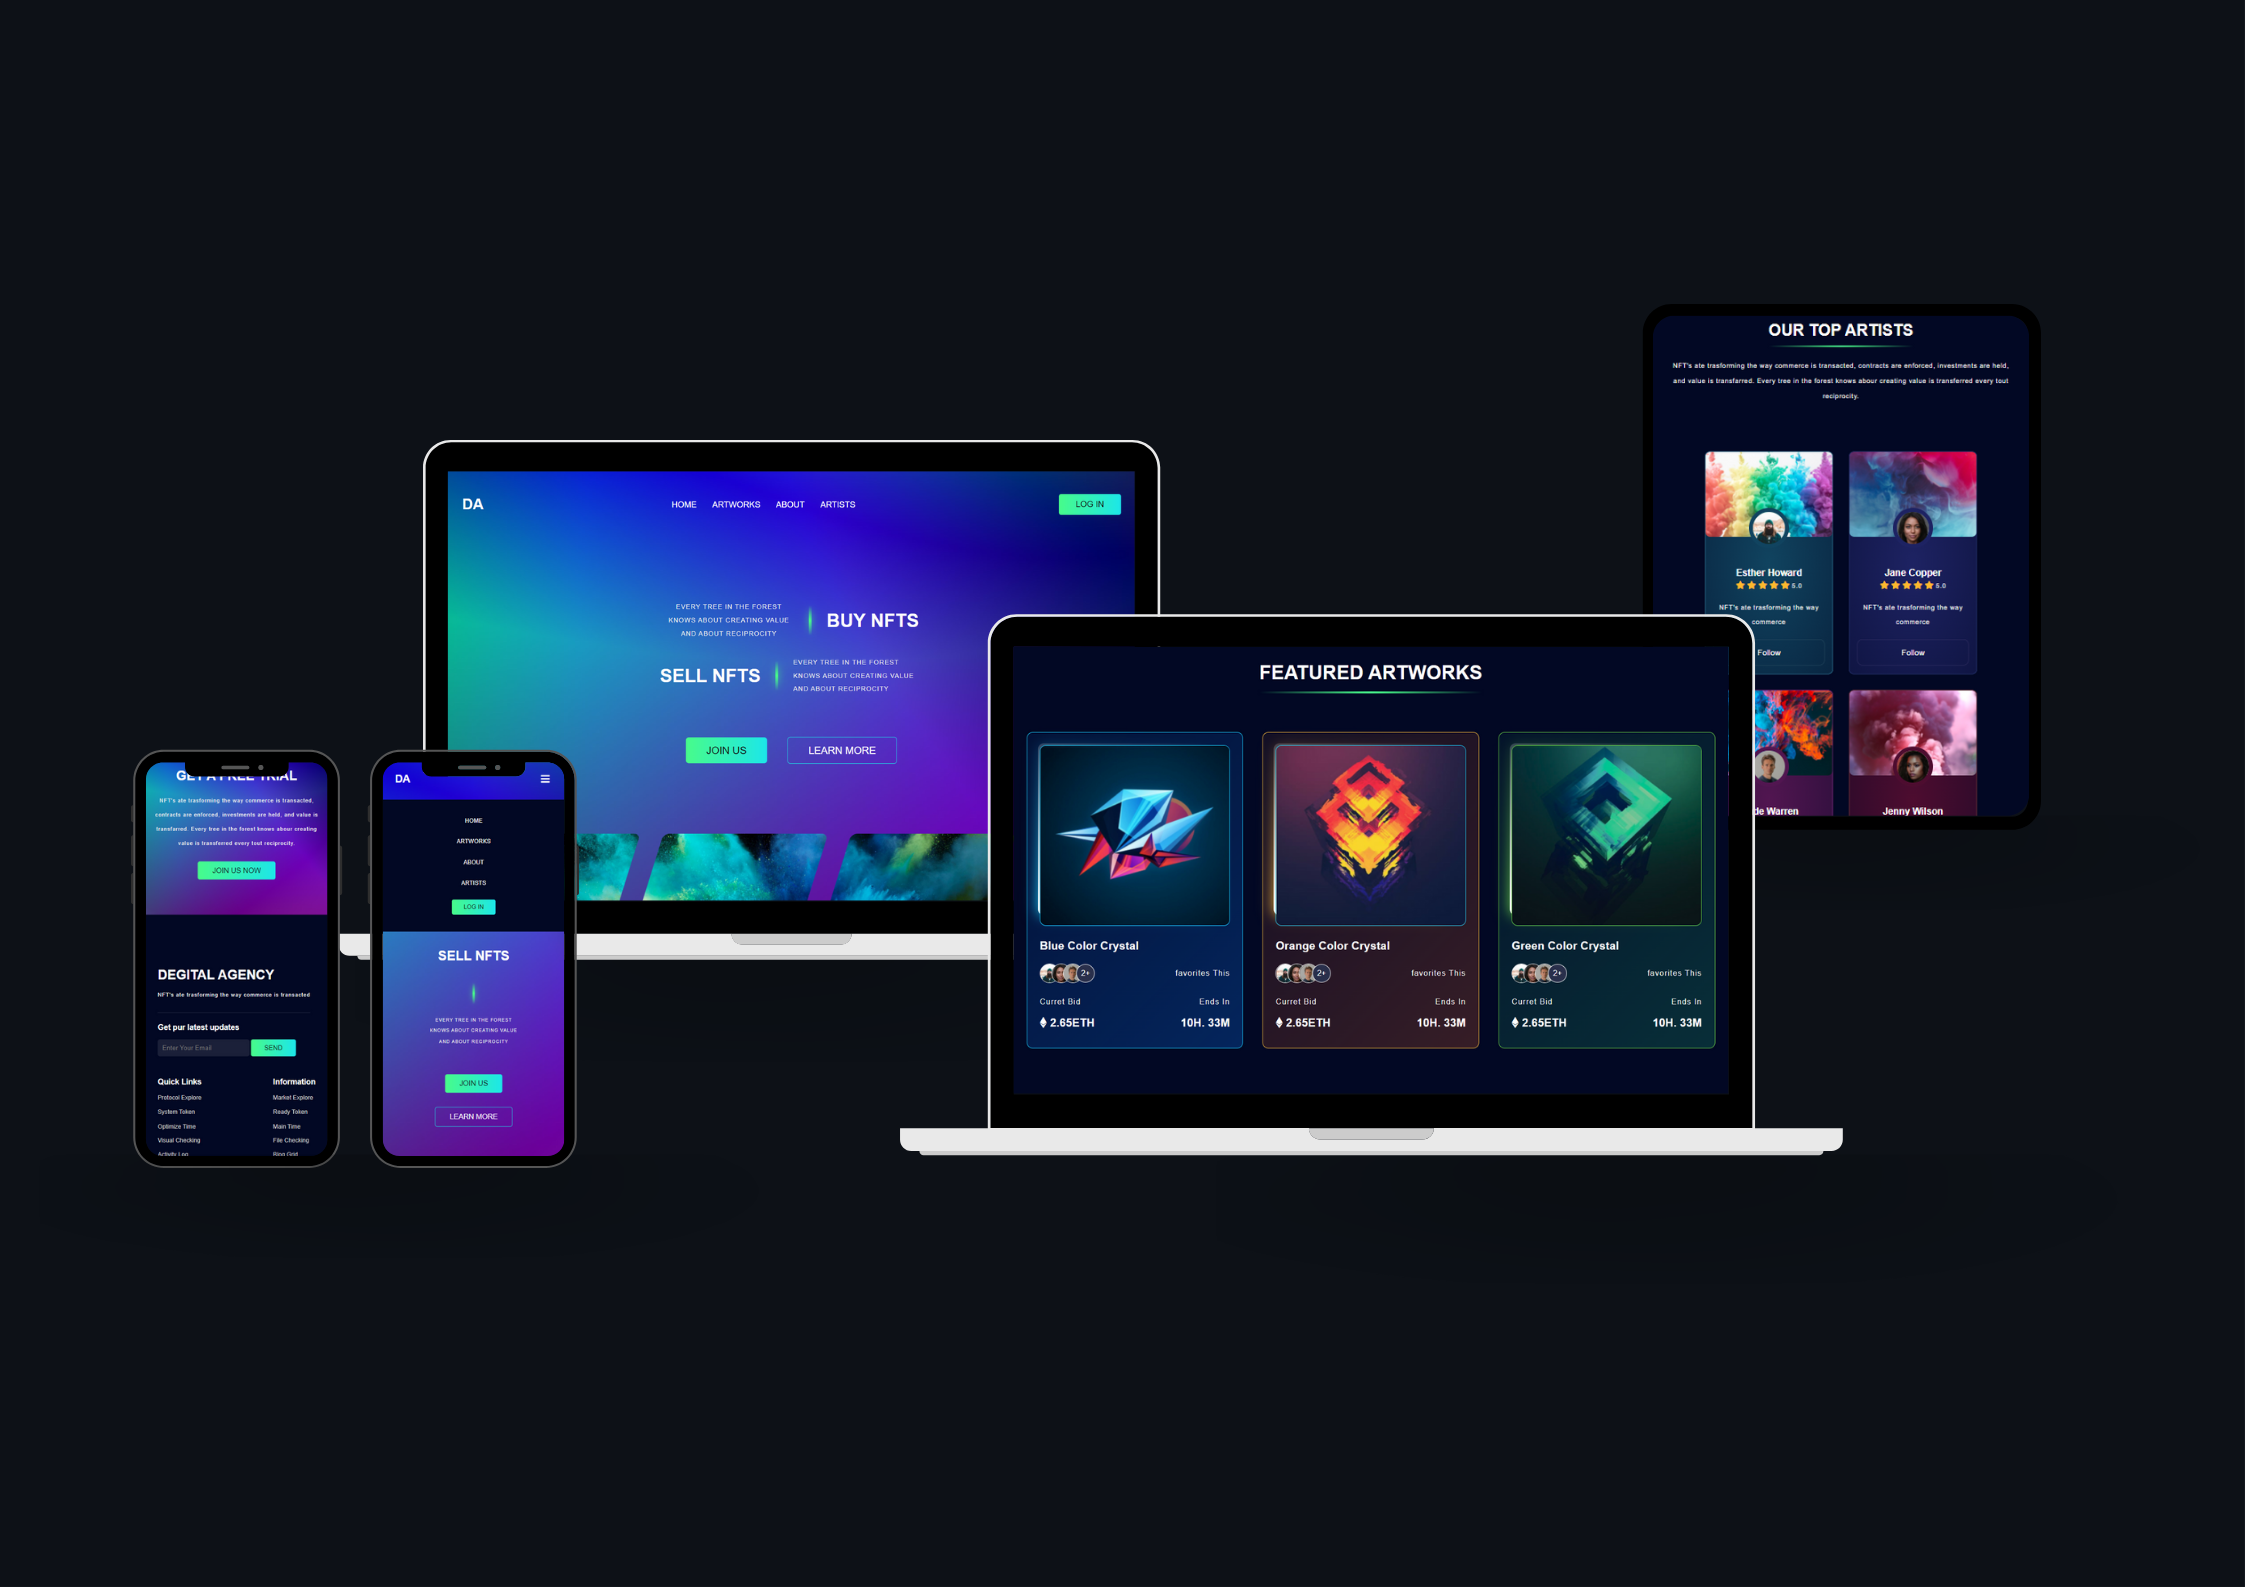 DA
HOME ARTWORKS ABOUT ARTISTS
LOG IN
EVERY TREE IN THE FOREST
KNOWS ABOUT CREATING VALUE
AND ABOUT RECIPROCITY
BUY NFTS
SELL NFTS
EVERY TREE IN THE FOREST
KNOWS ABOUT CREATING VALUE
AND ABOUT RECIPROCITY
JOIN US
LEARN MORE
OUR TOP ARTISTS
NFT's ate trasforming the way commerce is transacted, contracts are enforced, investments are held,
and value is transfarred. Every tree in the forest knows abour creating value is transferred every tout
reciprocity.
Esther Howard
5.0
NFT's ate trasforming the way
commerce
Follow
Jane Copper
5.0
NFT's ate trasforming the way
commerce
Follow
de Warren
Jenny Wilson
FEATURED ARTWORKS
Blue Color Crystal
2+ favorites This
Curret Bid Ends In
2.65ETH 10H. 33M
Orange Color Crystal
2+ favorites This
Curret Bid Ends In
2.65ETH 10H. 33M
Green Color Crystal
2+ favorites This
Curret Bid Ends In
2.65ETH 10H. 33M
GET A FREE TRIAL
NFT's ate trasforming the way commerce is transacted,
contracts are enforced, investments are held, and value is
transfarred. Every tree in the forest knows abour creating
value is transferred every tout reciprocity.
JOIN US NOW
DEGITAL AGENCY
NFT's ate trasforming the way commerce is transacted
Get pur latest updates
Enter Your Email SEND
Quick Links Information
Protocol Explore Market Explore
System Token Ready Token
Optimize Time Main Time
Visual Checking File Checking
Activity Log Blog Grid
DA
HOME
ARTWORKS
ABOUT
ARTISTS
LOG IN
SELL NFTS
EVERY TREE IN THE FOREST
KNOWS ABOUT CREATING VALUE
AND ABOUT RECIPROCITY
JOIN US
LEARN MORE